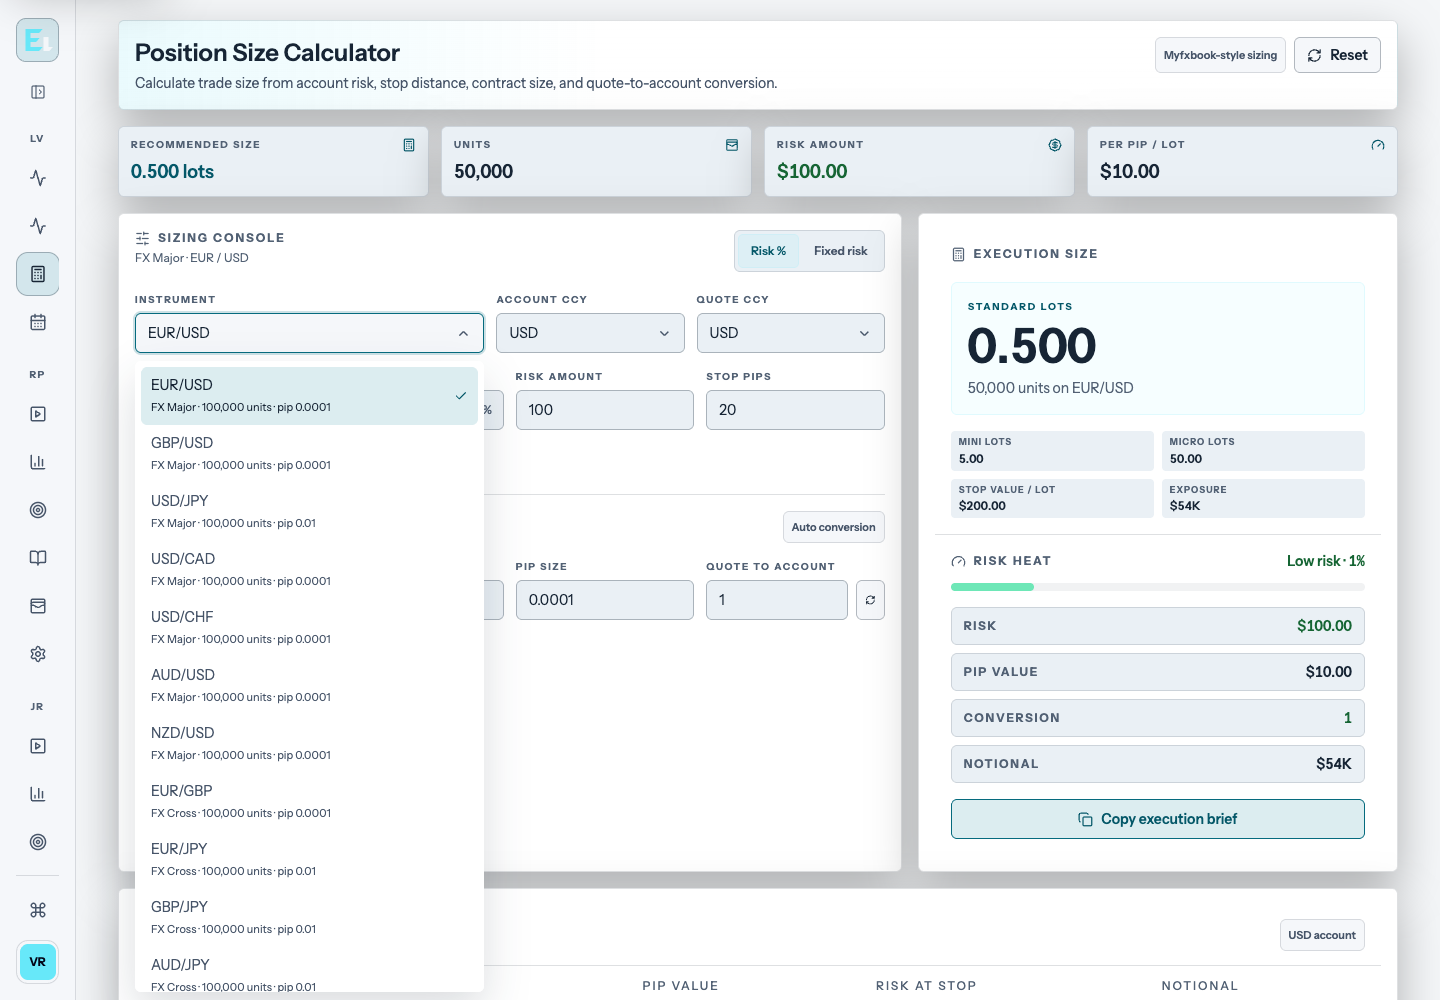 Position Size Calculator
Calculate trade size from account risk, stop distance, contract size, and quote-to-account conversion.
Myfxbook-style sizing
Reset
LV
RP
JR
VR
RECOMMENDED SIZE
0.500 lots
UNITS
50,000
RISK AMOUNT
$100.00
PER PIP / LOT
$10.00
SIZING CONSOLE
FX Major · EUR / USD
Risk %
Fixed risk
INSTRUMENT
EUR/USD
ACCOUNT CCY
USD
QUOTE CCY
USD
EUR/USD
FX Major · 100,000 units · pip 0.0001
GBP/USD
FX Major · 100,000 units · pip 0.0001
USD/JPY
FX Major · 100,000 units · pip 0.01
USD/CAD
FX Major · 100,000 units · pip 0.0001
USD/CHF
FX Major · 100,000 units · pip 0.0001
AUD/USD
FX Major · 100,000 units · pip 0.0001
NZD/USD
FX Major · 100,000 units · pip 0.0001
EUR/GBP
FX Cross · 100,000 units · pip 0.0001
EUR/JPY
FX Cross · 100,000 units · pip 0.01
GBP/JPY
FX Cross · 100,000 units · pip 0.01
AUD/JPY
FX Cross · 100,000 units · pip 0.01
%
RISK AMOUNT
100
STOP PIPS
20
Auto conversion
PIP SIZE
0.0001
QUOTE TO ACCOUNT
1
EXECUTION SIZE
STANDARD LOTS
0.500
50,000 units on EUR/USD
MINI LOTS
5.00
MICRO LOTS
50.00
STOP VALUE / LOT
$200.00
EXPOSURE
$54K
RISK HEAT
Low risk · 1%
RISK
$100.00
PIP VALUE
$10.00
CONVERSION
1
NOTIONAL
$54K
Copy execution brief
USD account
PIP VALUE
RISK AT STOP
NOTIONAL